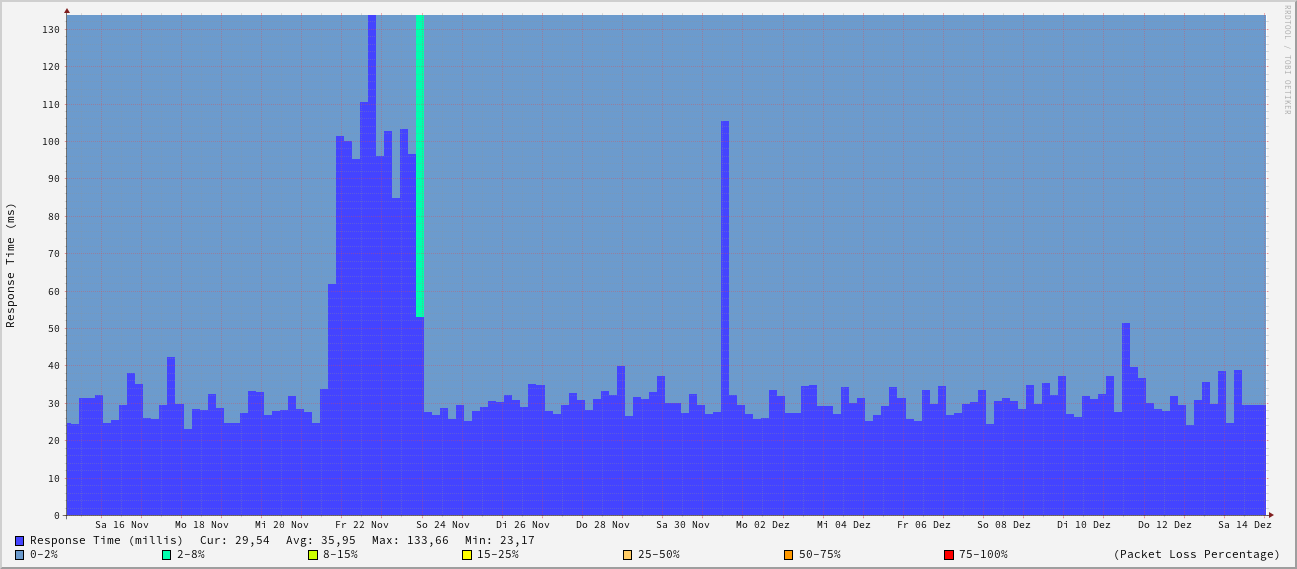 RRDTOOL / TOBI OETIKER
Response Time (ms)
130
120
110
100
90
80
70
60
50
40
30
20
10
0
Sa 16 Nov Mo 18 Nov Mi 20 Nov Fr 22 Nov So 24 Nov Di 26 Nov Do 28 Nov Sa 30 Nov Mo 02 Dez Mi 04 Dez Fr 06 Dez So 08 Dez Di 10 Dez Do 12 Dez Sa 14 Dez
Response Time (millis) Cur: 29,54 Avg: 35,95 Max: 133,66 Min: 23,17
0-2% 2-8% 8-15% 15-25% 25-50% 50-75% 75-100% (Packet Loss Percentage)